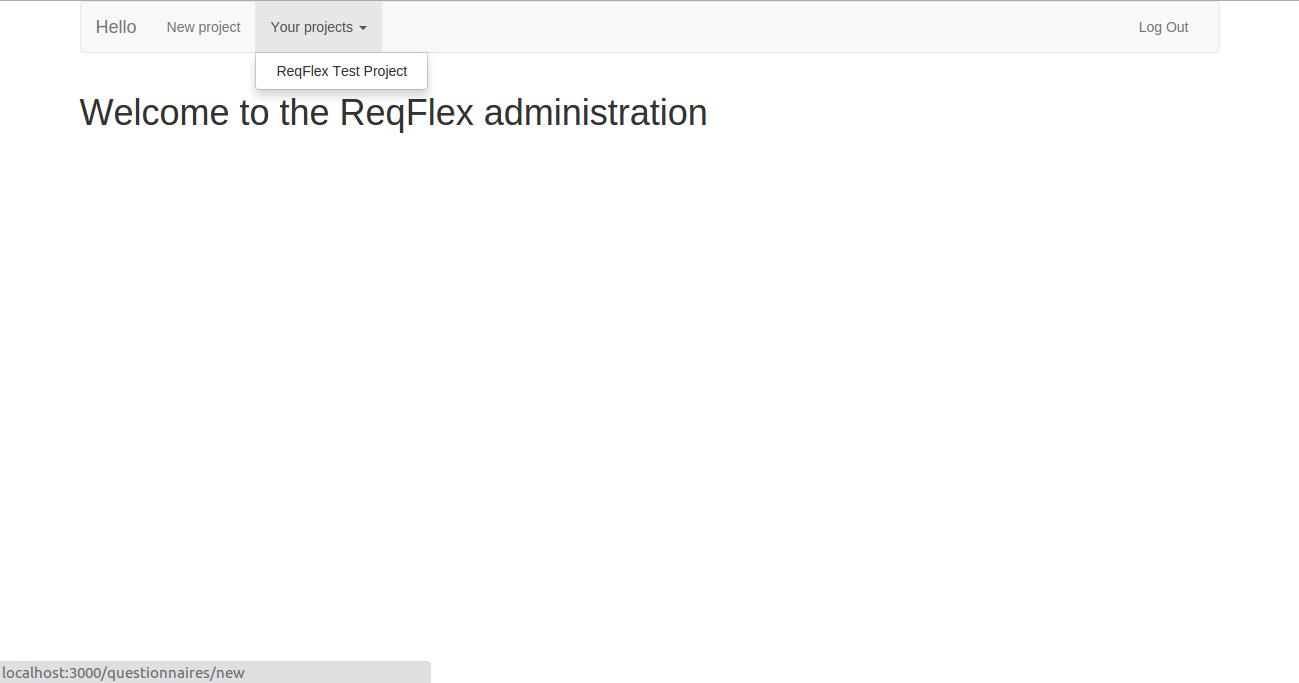 Hello New project Your projects Log Out
ReqFlex Test Project
Welcome to the ReqFlex administration
localhost:3000/questionnaires/new